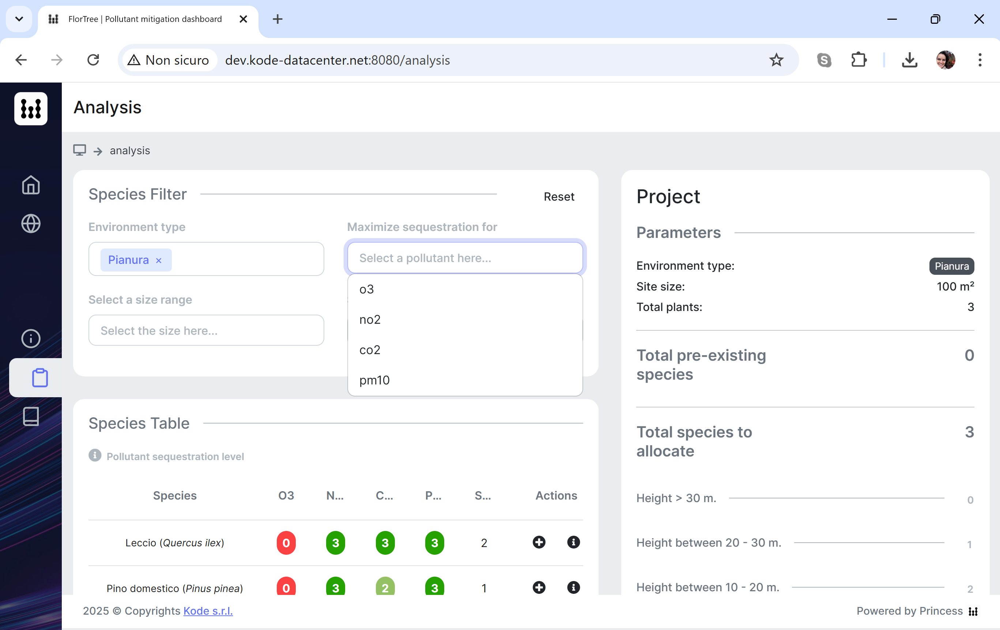 FlorTree | Pollutant mitigation dashboard
Non sicuro
dev.kode-datacenter.net:8080/analysis
Analysis
analysis
Species Filter
Reset
Environment type
Maximize sequestration for
Pianura ×
Select a pollutant here...
o3
no2
co2
pm10
Select a size range
Select the size here...
Species Table
Pollutant sequestration level
Species O3 N... C... P... S... Actions
Leccio (Quercus ilex) 0 3 3 3 2
Pino domestico (Pinus pinea) 0 3 2 3 1
Project
Parameters
Environment type: Pianura
Site size: 100 m²
Total plants: 3
Total pre-existing 0
species
Total species to 3
allocate
Height > 30 m. 0
Height between 20 - 30 m. 1
Height between 10 - 20 m. 2
2025 © Copyrights Kode s.r.l.
Powered by Princess